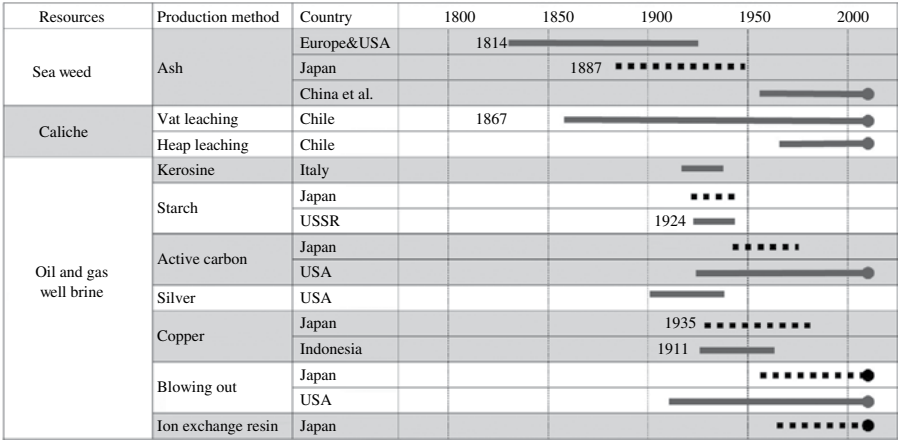 Resources Production method Country 1800 1850 1900 1950 2000
Sea weed Ash Europe&USA 1814
Japan 1887
China et al.
Caliche Vat leaching Chile 1867
Heap leaching Chile
Oil and gas
well brine
Kerosine Italy
Starch Japan
USSR 1924
Active carbon Japan
USA
Silver USA
Copper Japan 1935
Indonesia 1911
Blowing out Japan
USA
Ion exchange resin Japan